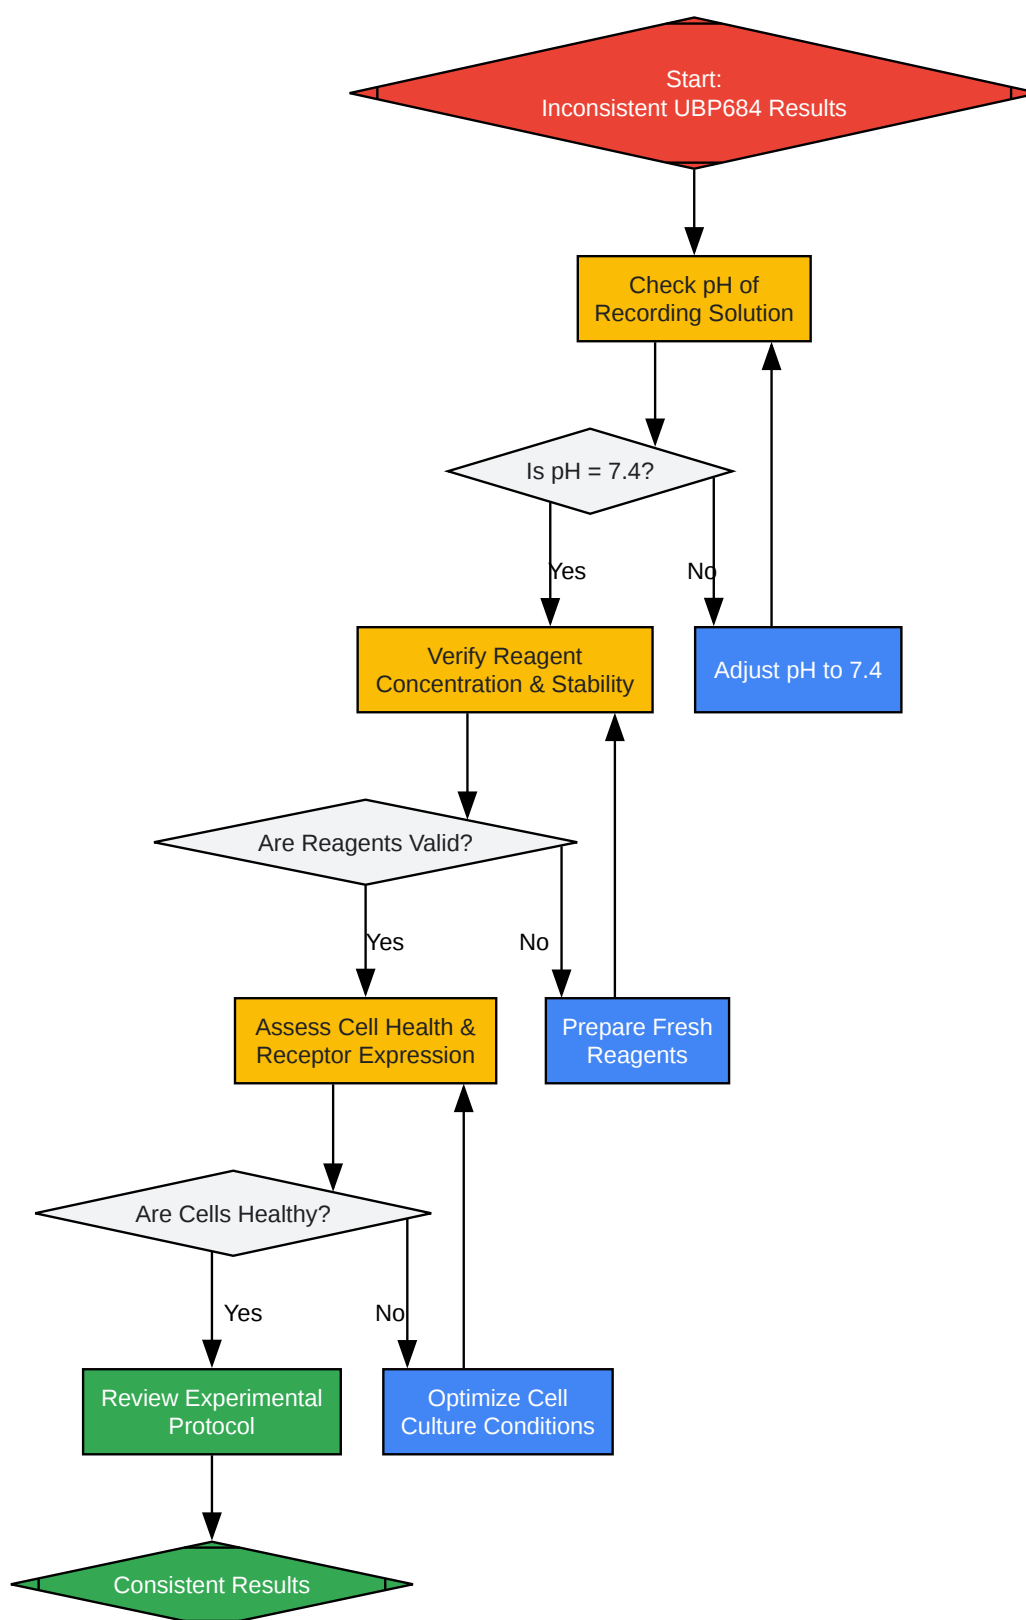 Start:
Inconsistent UBP684 Results
Check pH of
Recording Solution
Is pH = 7.4?
Yes
No
Verify Reagent
Concentration & Stability
Adjust pH to 7.4
Are Reagents Valid?
Yes
No
Assess Cell Health &
Receptor Expression
Prepare Fresh
Reagents
Are Cells Healthy?
Yes
No
Review Experimental
Protocol
Optimize Cell
Culture Conditions
Consistent Results